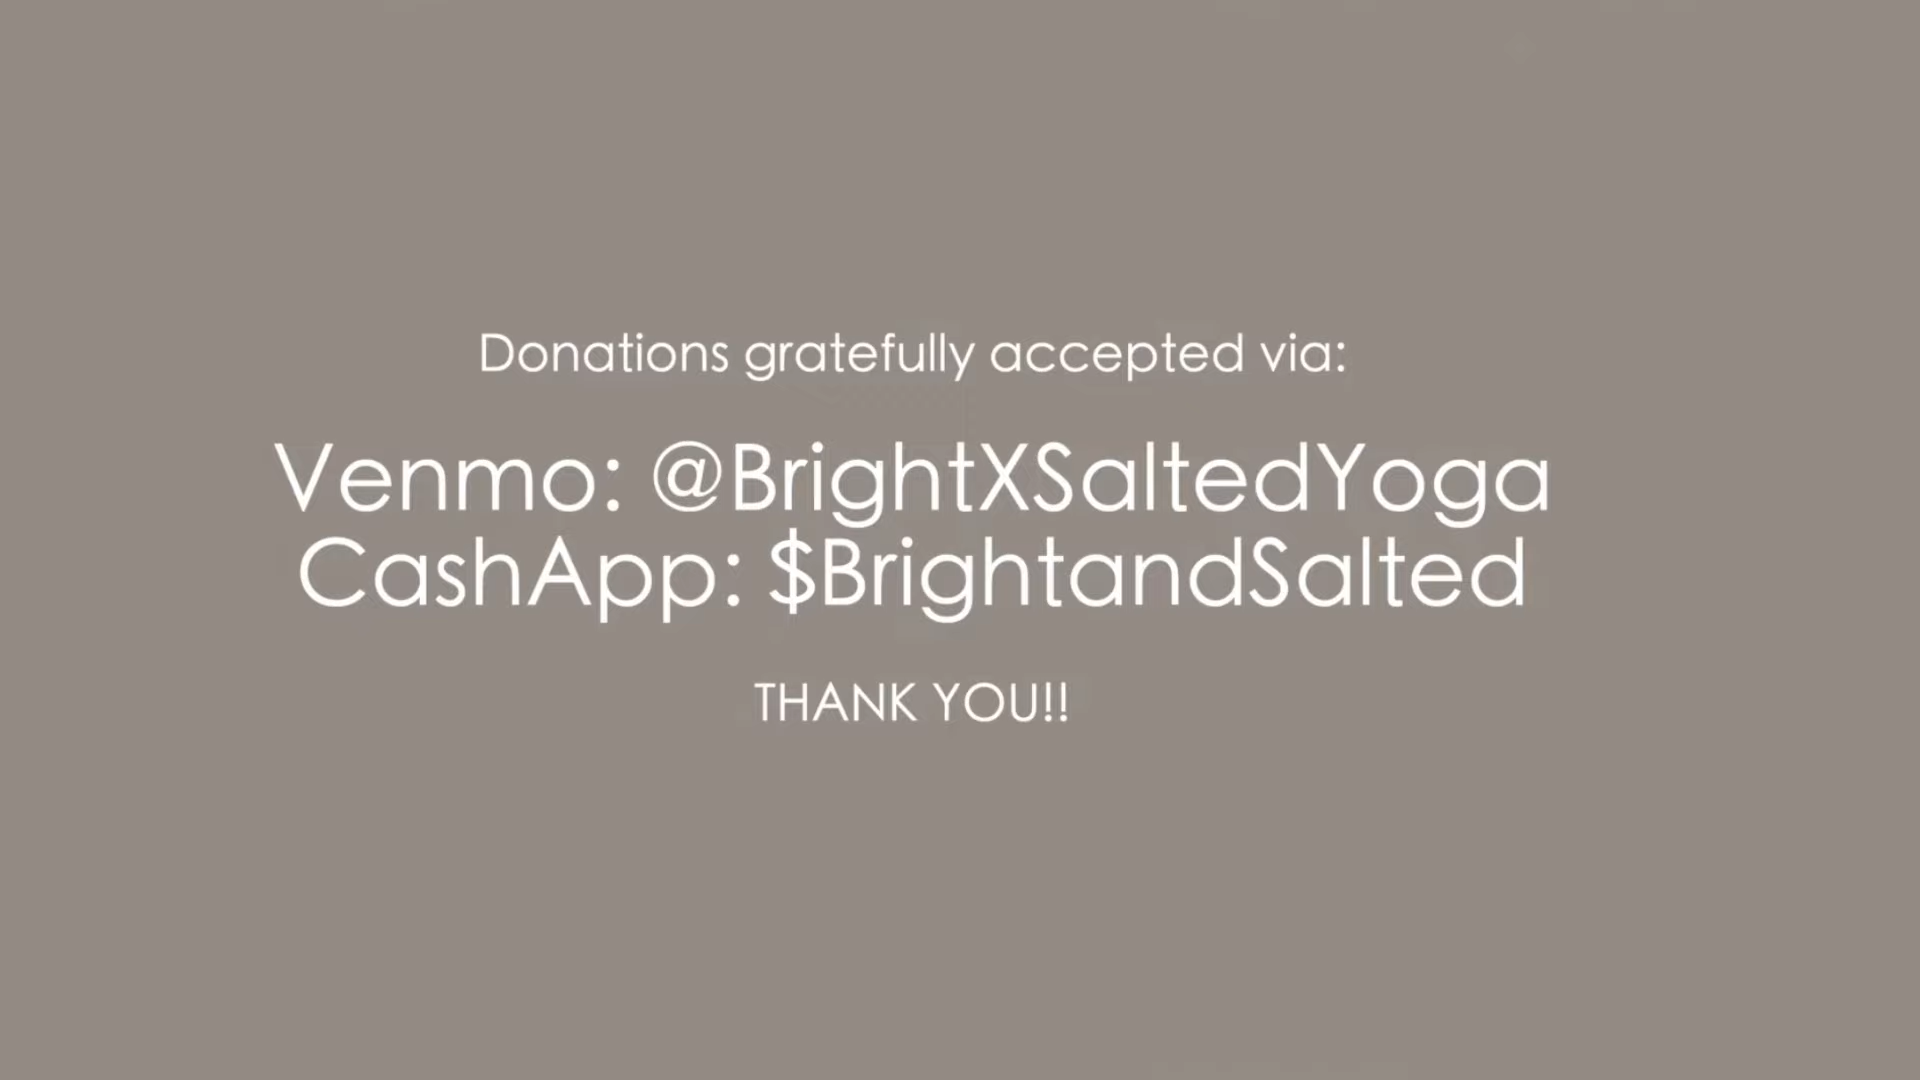 Donations gratefully accepted via:
Venmo: @BrightXSaltedYoga
CashApp: $BrightandSalted
THANK YOU!!